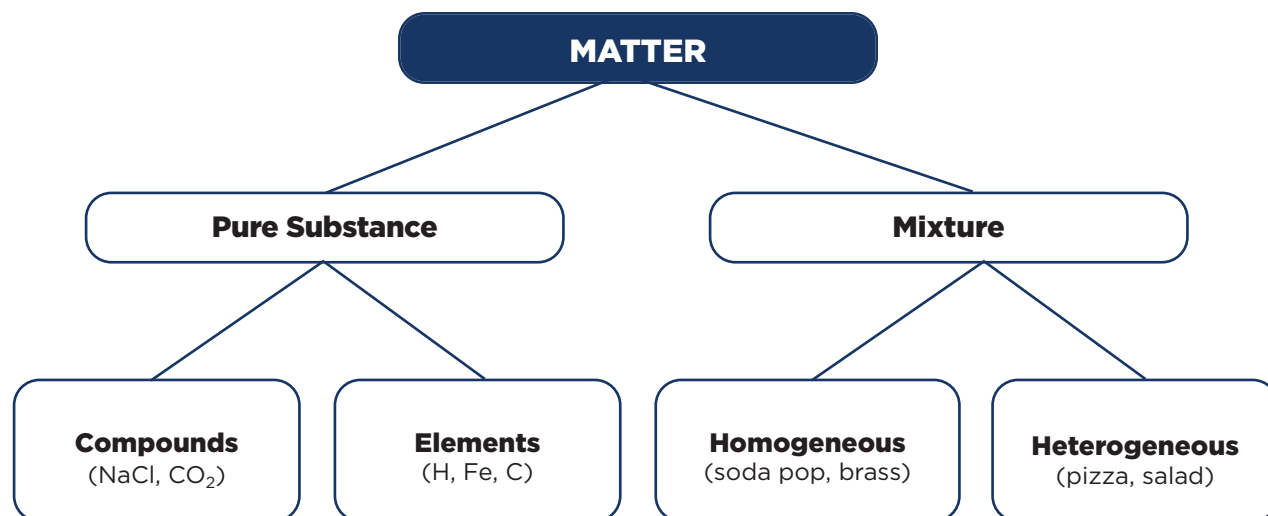 MATTER
Pure Substance
Mixture
Compounds
(NaCl, CO₂)
Elements
(H, Fe, C)
Homogeneous
(soda pop, brass)
Heterogeneous
(pizza, salad)